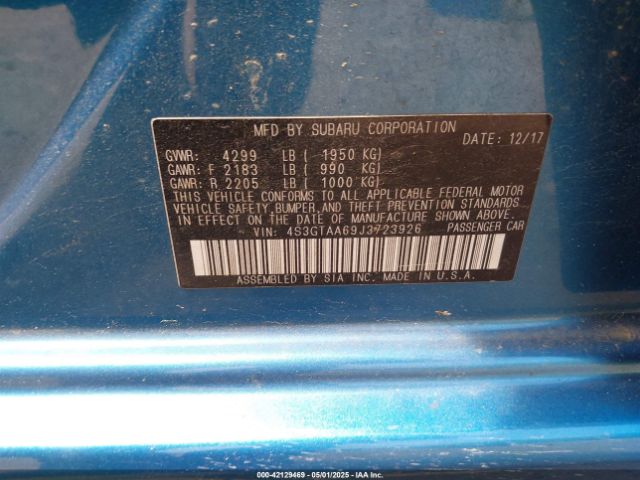 MFD BY SUBARU CORPORATION DATE: 12/17
GVWR: 4299 LB ( 1950 KG)
GAWR: F 2183 LB ( 990 KG)
GAWR: R 2205 LB ( 1000 KG)
THIS VEHICLE CONFORMS TO ALL APPLICABLE FEDERAL MOTOR
VEHICLE SAFETY, BUMPER, AND THEFT PREVENTION STANDARDS
IN EFFECT ON THE DATE OF MANUFACTURE SHOWN ABOVE.
VIN: 4S3GTAA69J3723926 PASSENGER CAR
ASSEMBLED BY SIA INC. MADE IN U.S.A.
000-42129469 - 05/01/2025 - IAAI.COM